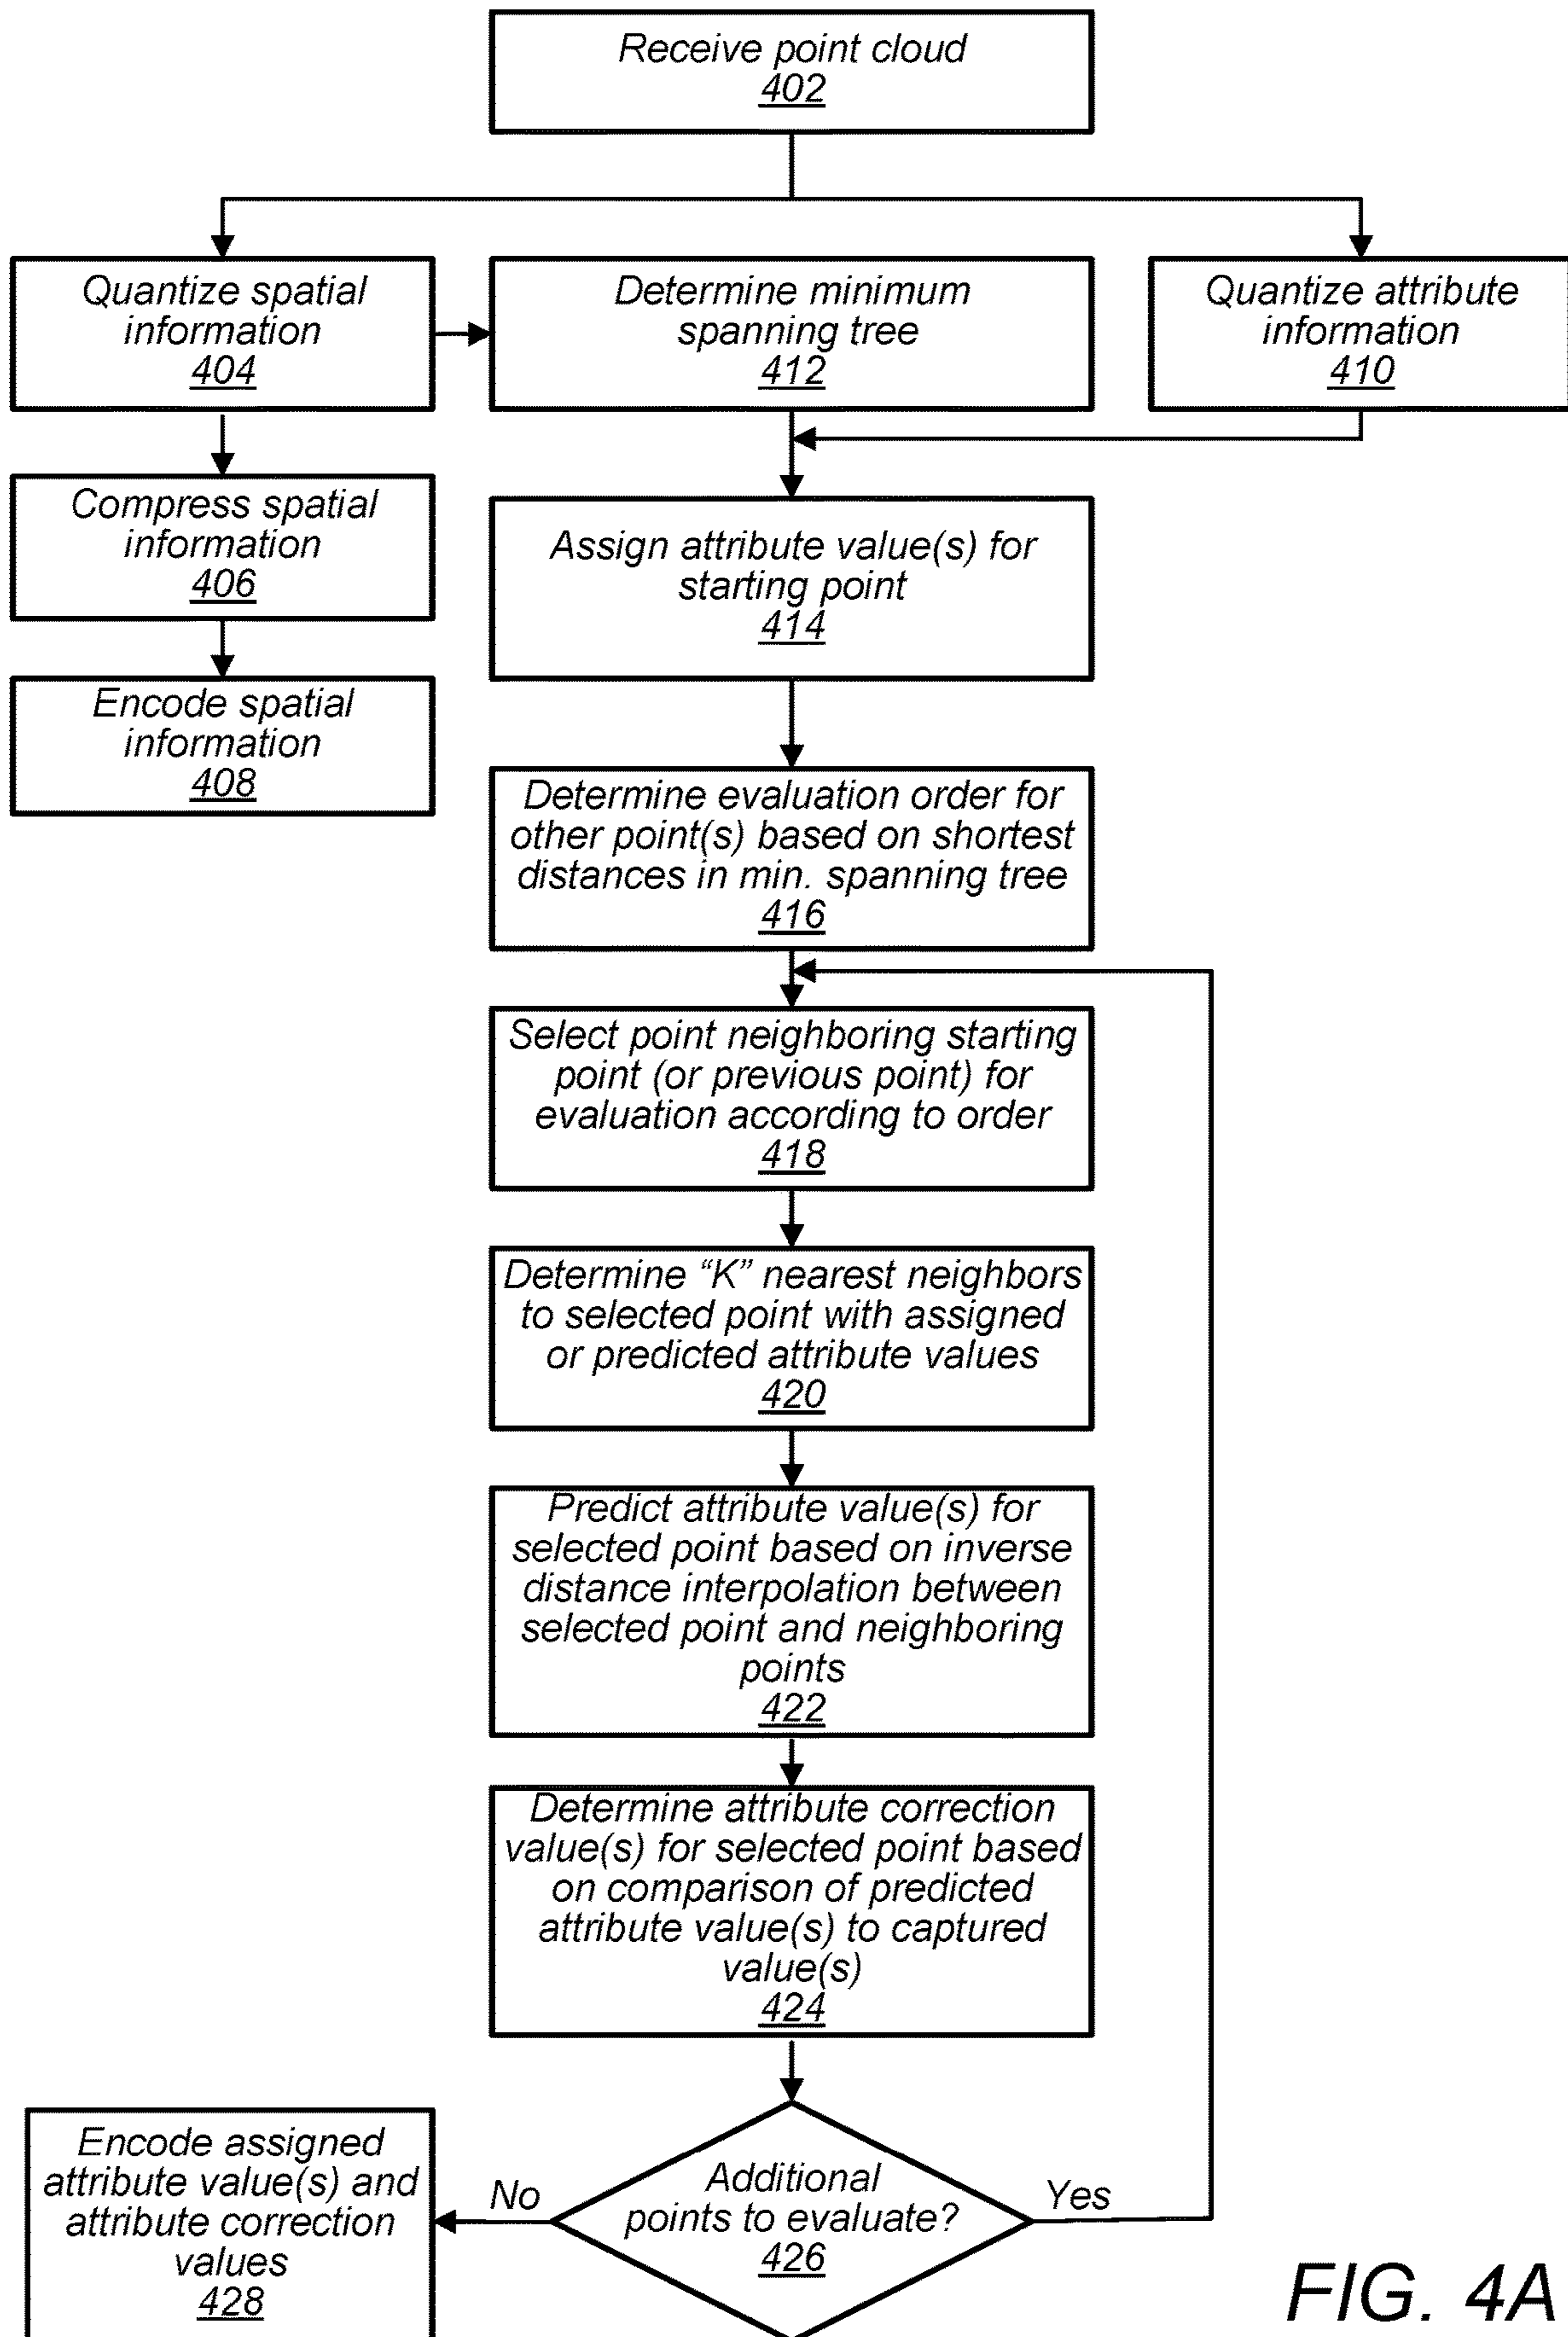 Receive point cloud
402
Quantize spatial
information
404
Determine minimum
spanning tree
412
Quantize attribute
information
410
Compress spatial
information
406
Assign attribute value(s) for
starting point
414
Encode spatial
information
408
Determine evaluation order for
other point(s) based on shortest
distances in min. spanning tree
416
Select point neighboring starting
point (or previous point) for
evaluation according to order
418
Determine “K” nearest neighbors
to selected point with assigned
or predicted attribute values
420
Predict attribute value(s) for
selected point based on inverse
distance interpolation between
selected point and neighboring
points
422
Determine attribute correction
value(s) for selected point based
on comparison of predicted
attribute value(s) to captured
value(s)
424
Encode assigned
attribute value(s) and
attribute correction
values
428
No
Additional
points to evaluate?
426
Yes
FIG. 4A